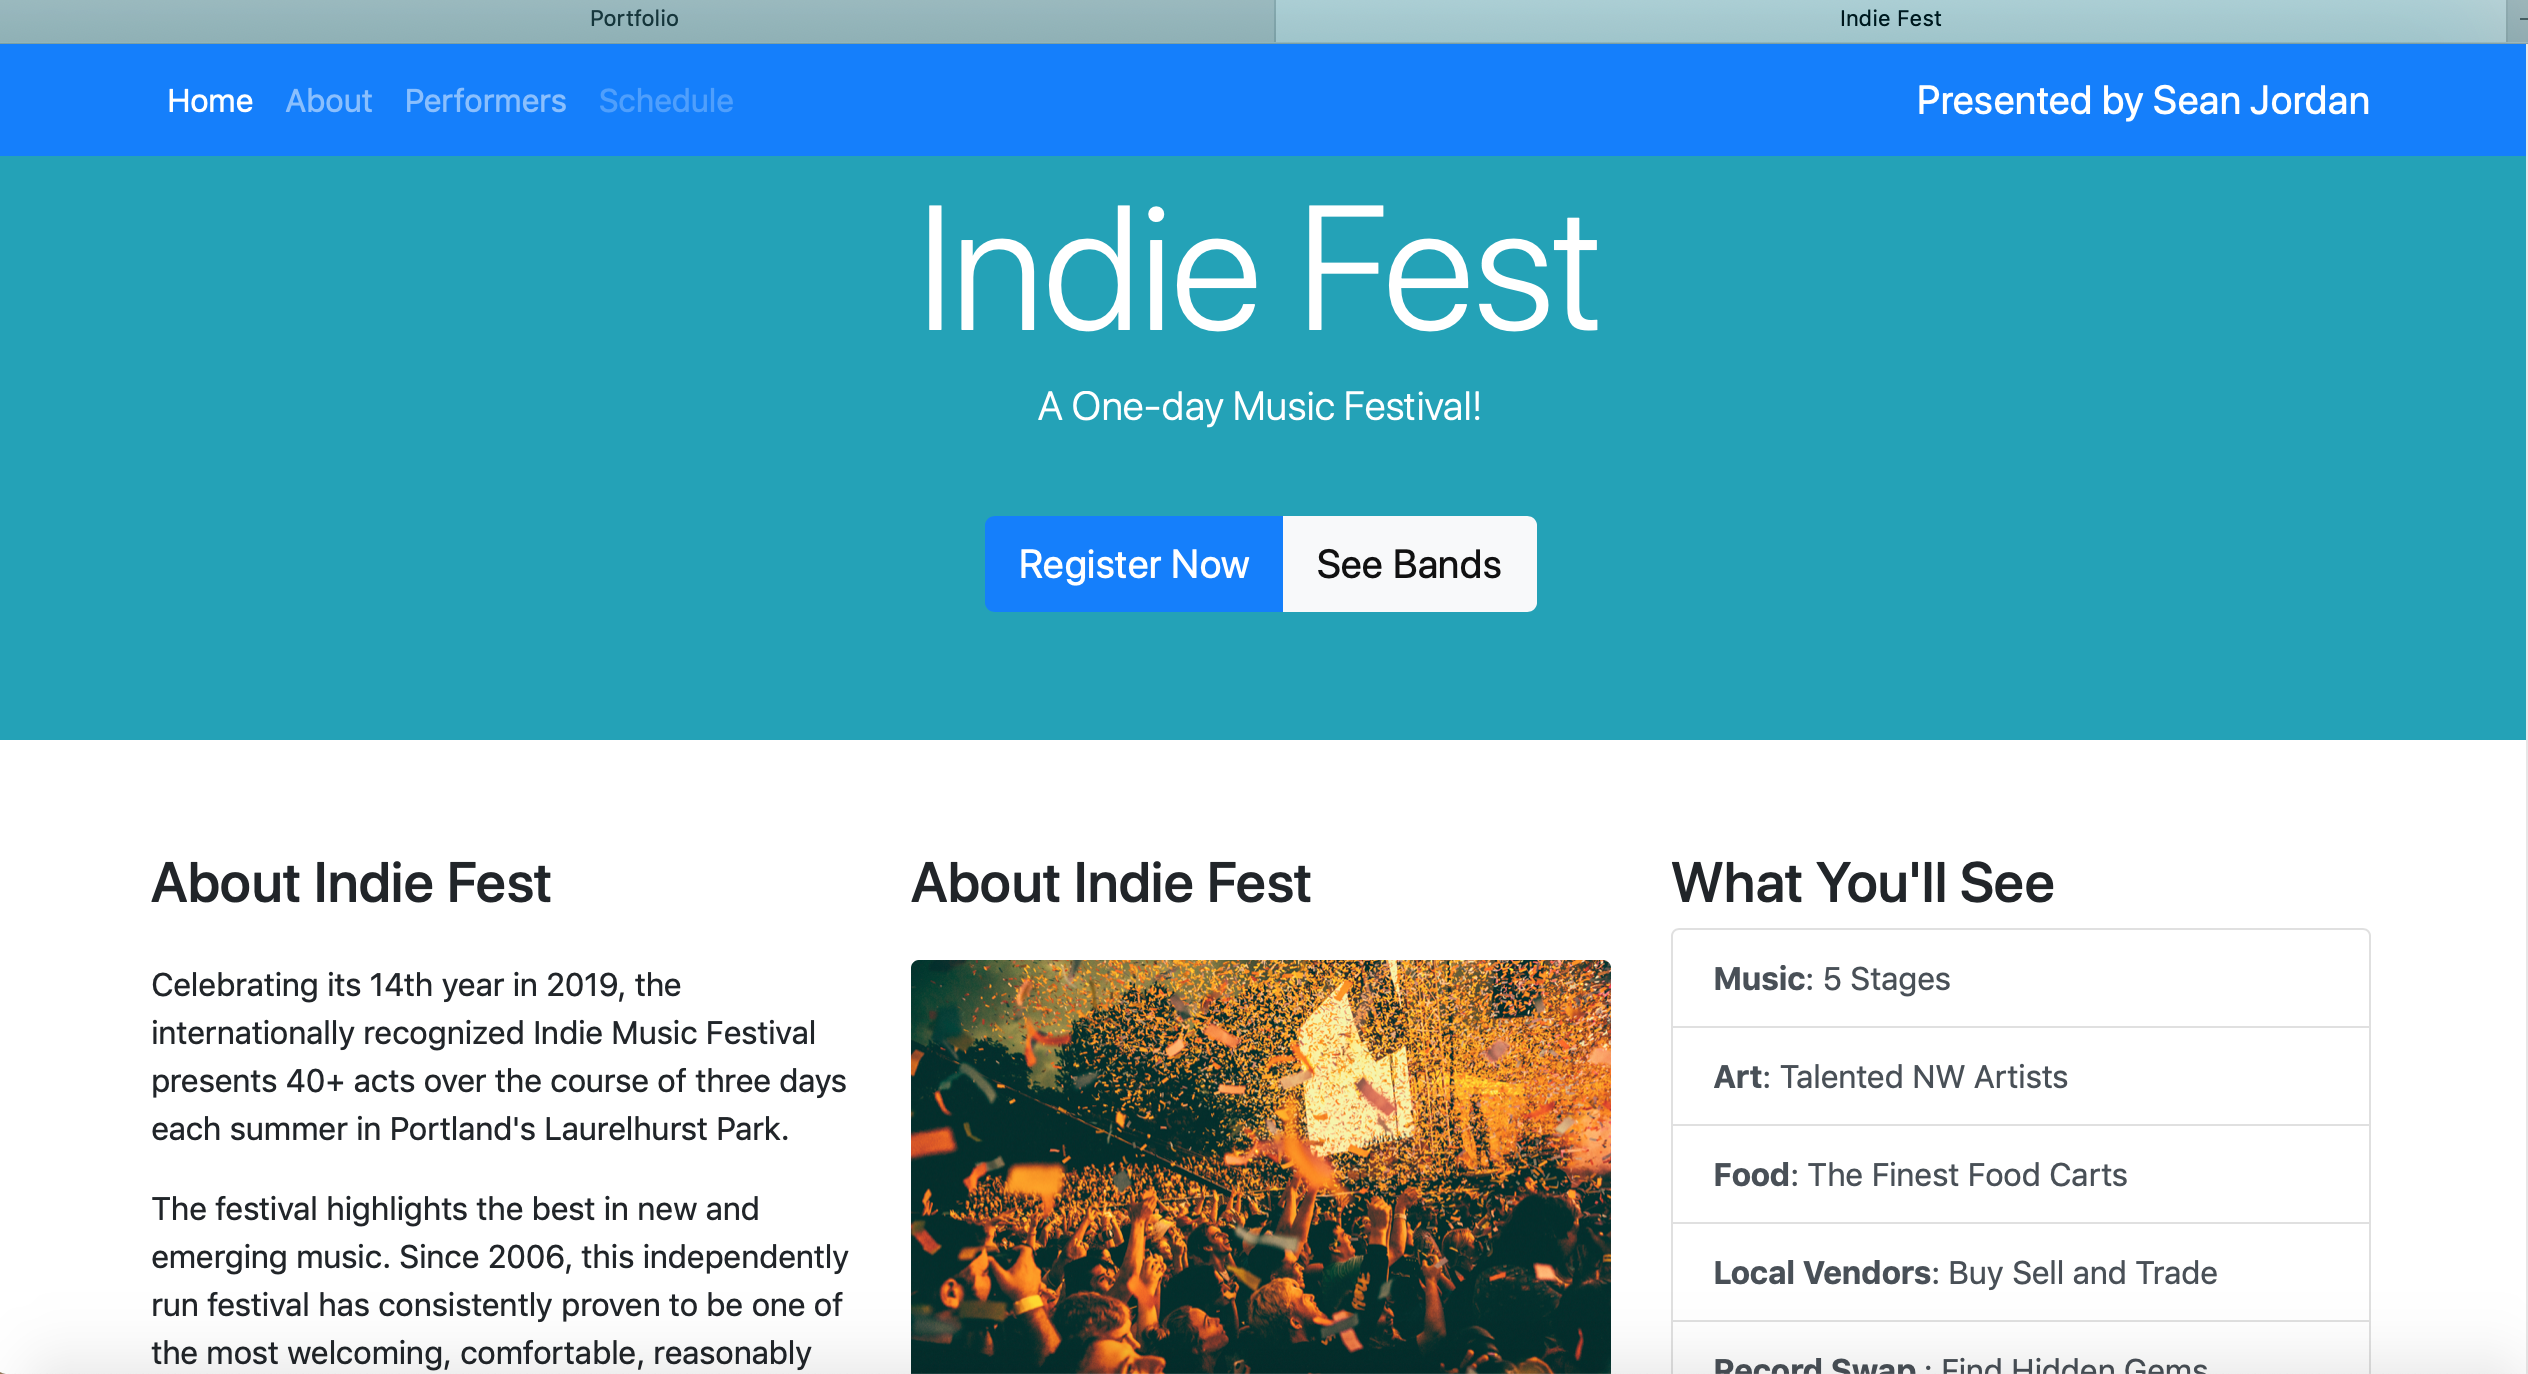 Portfolio
Indie Fest
Home About Performers Schedule
Presented by Sean Jordan
Indie Fest
A One-day Music Festival!
Register Now
See Bands
About Indie Fest
Celebrating its 14th year in 2019, the
internationally recognized Indie Music Festival
presents 40+ acts over the course of three days
each summer in Portland's Laurelhurst Park.
The festival highlights the best in new and
emerging music. Since 2006, this independently
run festival has consistently proven to be one of
the most welcoming, comfortable, reasonably
About Indie Fest
What You'll See
Music: 5 Stages
Art: Talented NW Artists
Food: The Finest Food Carts
Local Vendors: Buy Sell and Trade
Record Swap : Find Hidden Gems